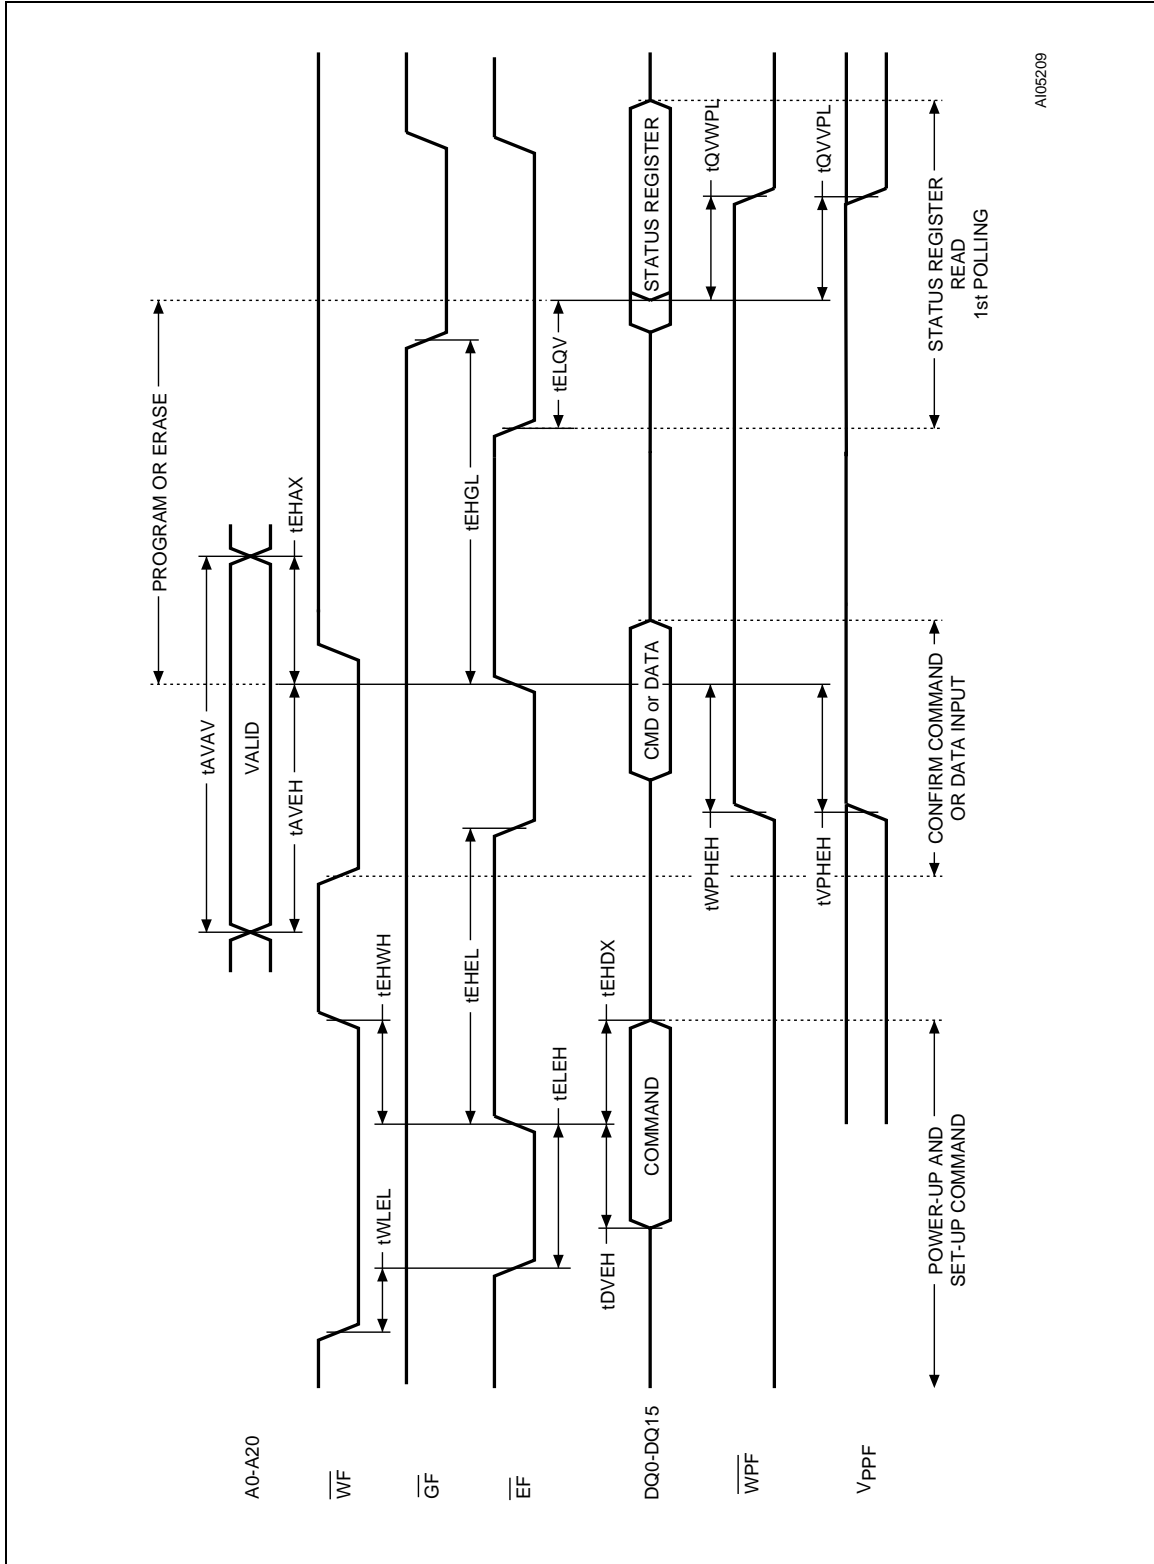 PROGRAM OR ERASE
tAVAV
A0-A20
VALID
tAVEH
tEHAX
WF
tWLEL
tEHWH
GF
tEHEL
tEHGL
EF
tELEH
tELQV
tDVEH
tEHDX
DQ0-DQ15
COMMAND
CMD or DATA
STATUS REGISTER
tWPHEH
tQVWPL
WPF
tVPHEH
tQVVPL
VPPF
POWER-UP AND
SET-UP COMMAND
CONFIRM COMMAND
OR DATA INPUT
STATUS REGISTER
READ
1st POLLING
AI05209